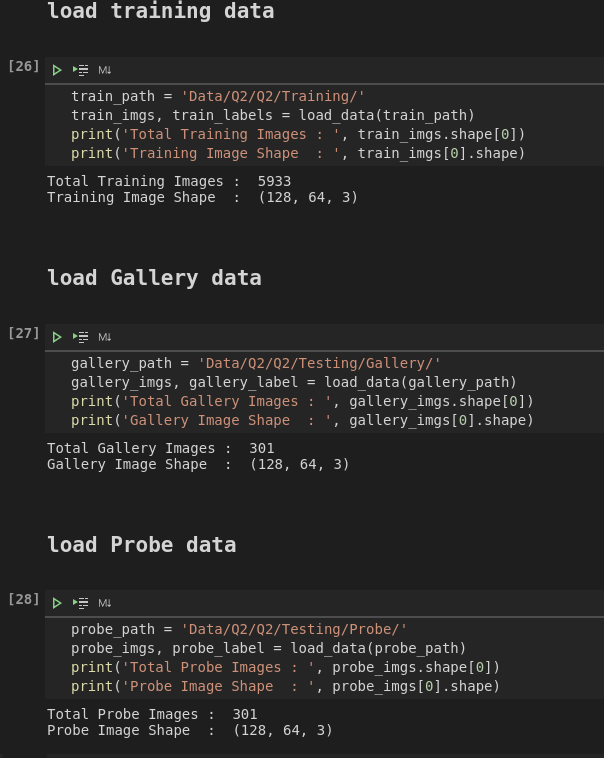 load training data
[26]
M↓
train_path = 'Data/Q2/Q2/Training/'
train_imgs, train_labels = load_data(train_path)
print('Total Training Images : ', train_imgs.shape[0])
print('Training Image Shape  : ', train_imgs[0].shape)
Total Training Images :  5933
Training Image Shape  :  (128, 64, 3)
load Gallery data
[27]
M↓
gallery_path = 'Data/Q2/Q2/Testing/Gallery/'
gallery_imgs, gallery_label = load_data(gallery_path)
print('Total Gallery Images : ', gallery_imgs.shape[0])
print('Gallery Image Shape  : ', gallery_imgs[0].shape)
Total Gallery Images :  301
Gallery Image Shape  :  (128, 64, 3)
load Probe data
[28]
M↓
probe_path = 'Data/Q2/Q2/Testing/Probe/'
probe_imgs, probe_label = load_data(probe_path)
print('Total Probe Images : ', probe_imgs.shape[0])
print('Probe Image Shape  : ', probe_imgs[0].shape)
Total Probe Images :  301
Probe Image Shape  :  (128, 64, 3)